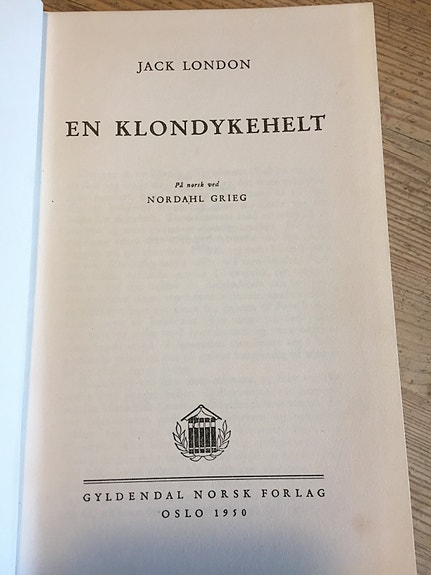 JACK LONDON
EN KLONDYKEHELT
På norsk ved
NORDAHL GRIEG
GYLDENDAL NORSK FORLAG
OSLO 1950